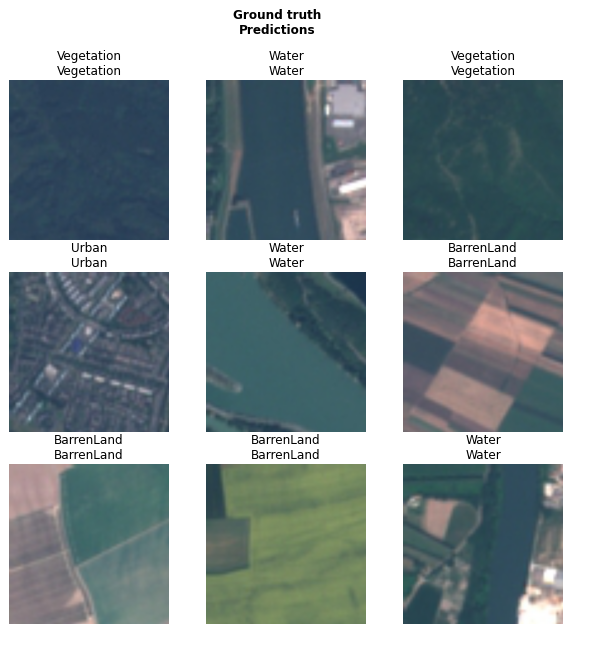 Ground truth
Predictions
Vegetation
Vegetation
Water
Water
Vegetation
Vegetation
Urban
Urban
Water
Water
BarrenLand
BarrenLand
BarrenLand
BarrenLand
BarrenLand
BarrenLand
Water
Water